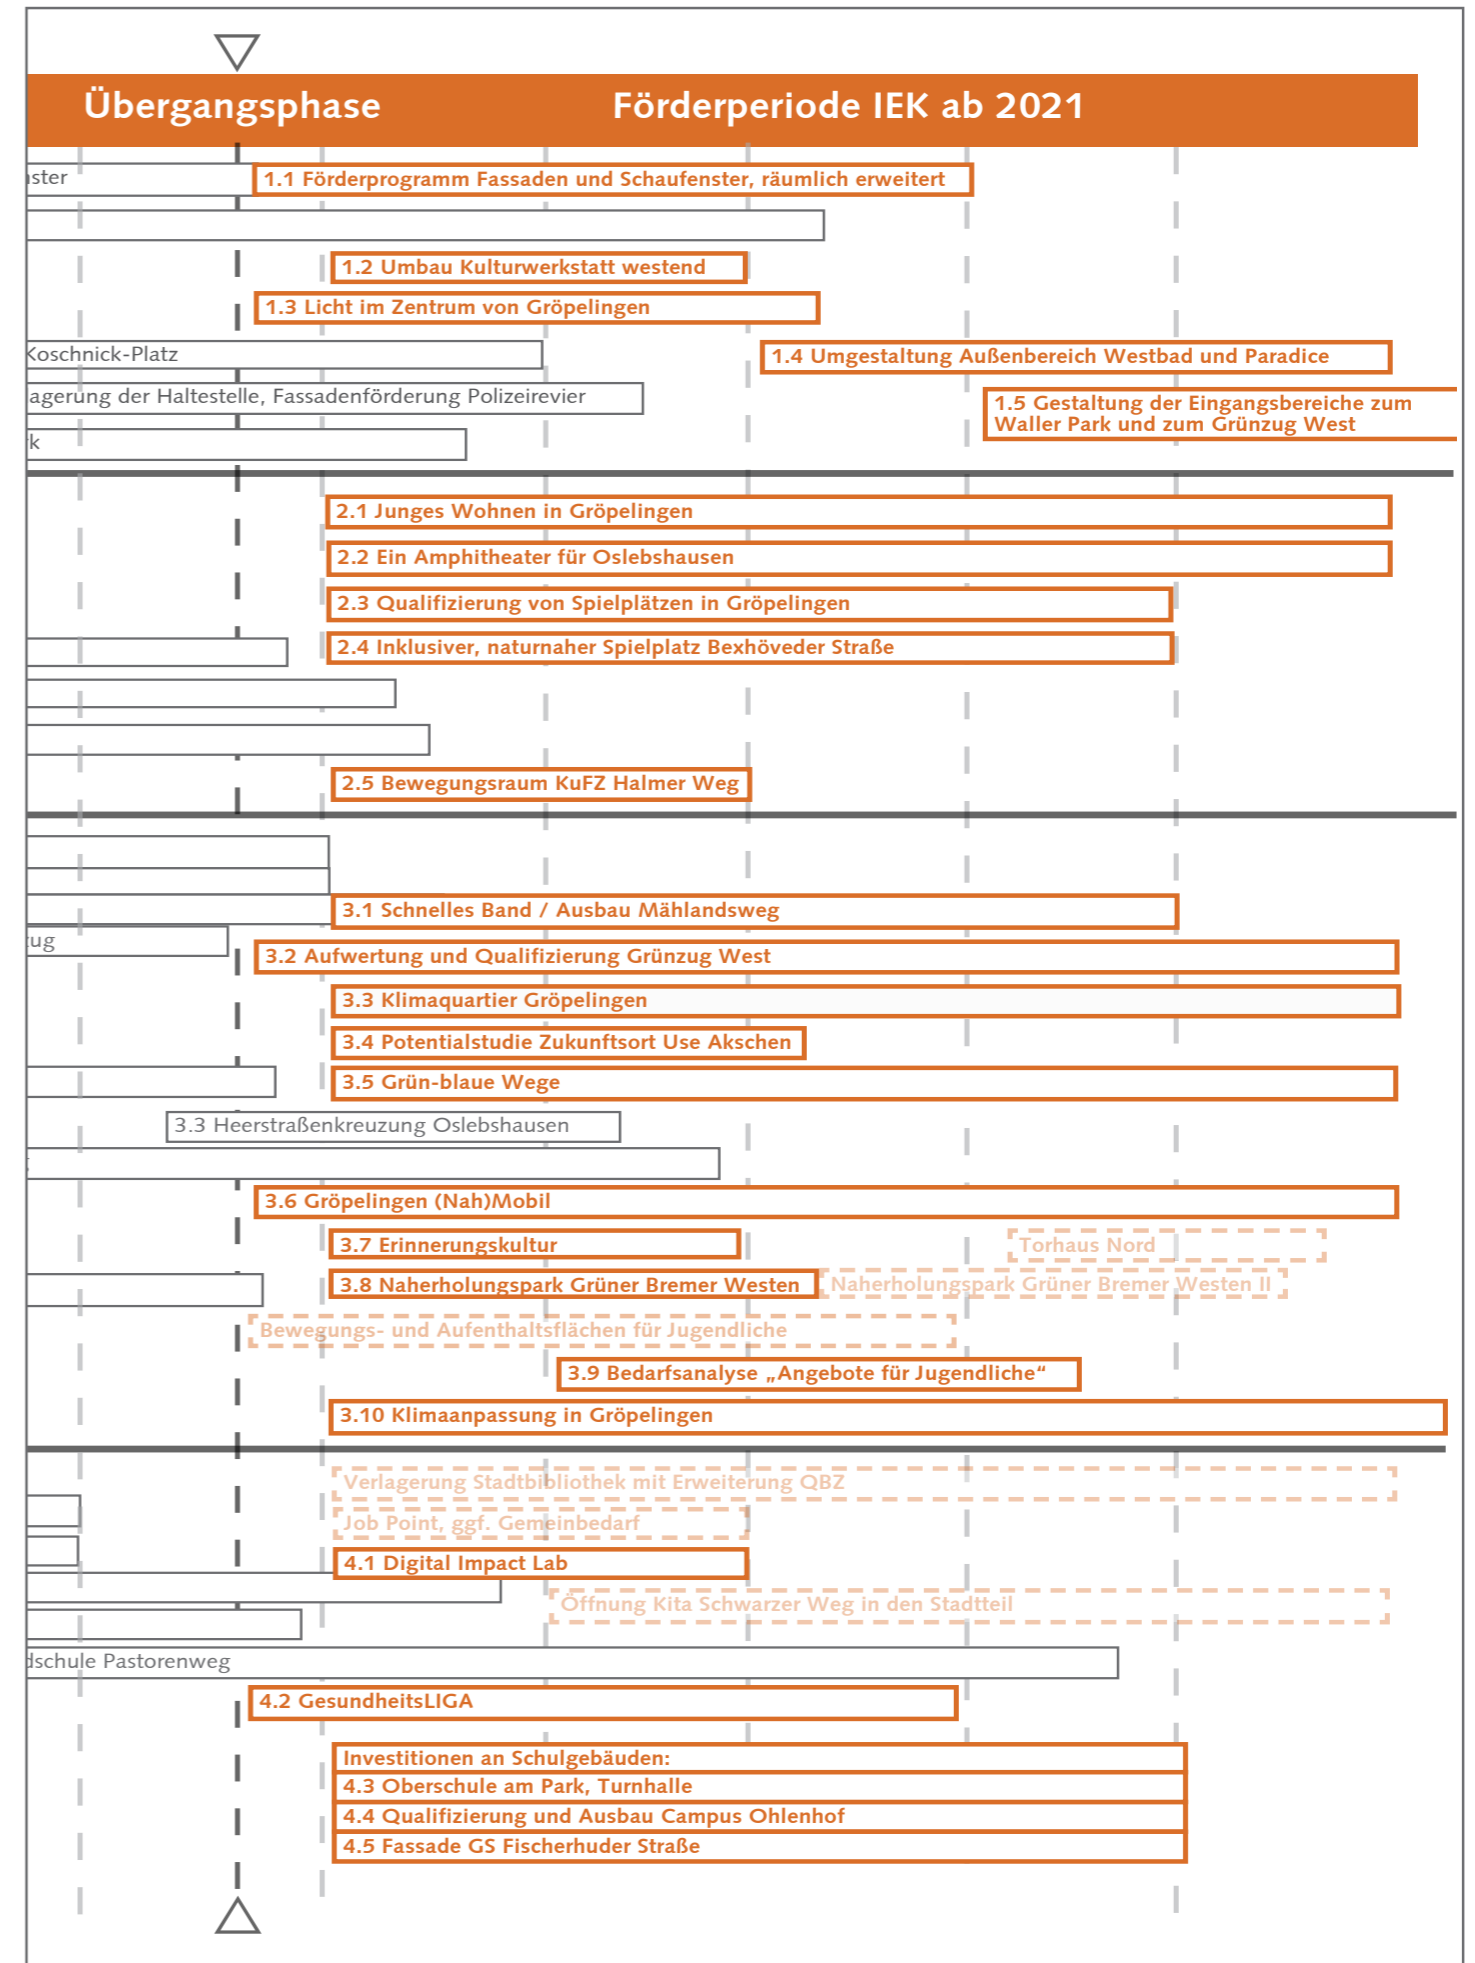 Übergangsphase
Förderperiode IEK ab 2021
ster
1.1 Förderprogramm Fassaden und Schaufenster, räumlich erweitert
1.2 Umbau Kulturwerkstatt westend
1.3 Licht im Zentrum von Gröpelingen
Koschnick-Platz
1.4 Umgestaltung Außenbereich Westbad und Paradice
agerung der Haltestelle, Fassadenförderung Polizeirevier
1.5 Gestaltung der Eingangsbereiche zum
Waller Park und zum Grünzug West
k
2.1 Junges Wohnen in Gröpelingen
2.2 Ein Amphitheater für Oslebshausen
2.3 Qualifizierung von Spielplätzen in Gröpelingen
2.4 Inklusiver, naturnaher Spielplatz Bexhöveder Straße
2.5 Bewegungsraum KuFZ Halmer Weg
3.1 Schnelles Band / Ausbau Mählandsweg
ug
3.2 Aufwertung und Qualifizierung Grünzug West
3.3 Klimaquartier Gröpelingen
3.4 Potentialstudie Zukunftsort Use Akschen
3.5 Grün-blaue Wege
3.3 Heerstraßenkreuzung Oslebshausen
3.6 Gröpelingen (Nah)Mobil
3.7 Erinnerungskultur
Torhaus Nord
3.8 Naherholungspark Grüner Bremer Westen
Naherholungspark Grüner Bremer Westen II
Bewegungs- und Aufenthaltsflächen für Jugendliche
3.9 Bedarfsanalyse „Angebote für Jugendliche“
3.10 Klimaanpassung in Gröpelingen
Verlagerung Stadtbibliothek mit Erweiterung QBZ
Job Point, ggf. Gemeinbedarf
4.1 Digital Impact Lab
Öffnung Kita Schwarzer Weg in den Stadtteil
dschule Pastorenweg
4.2 GesundheitsLIGA
Investitionen an Schulgebäuden:
4.3 Oberschule am Park, Turnhalle
4.4 Qualifizierung und Ausbau Campus Ohlenhof
4.5 Fassade GS Fischerhuder Straße